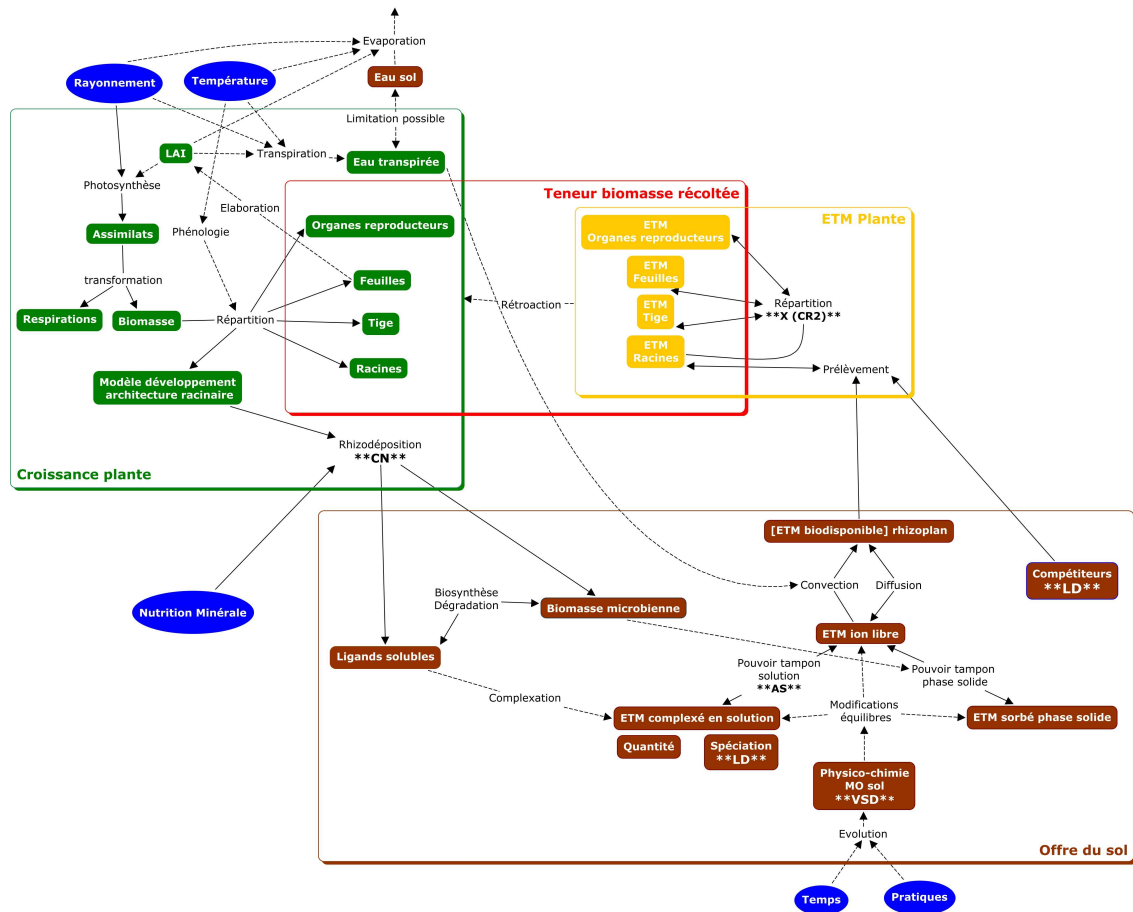 Evaporation
Rayonnement
Température
Eau sol
Limitation possible
LAI
Transpiration
Eau transpirée
Photosynthèse
Teneur biomasse récoltée
Elaboration
ETM Plante
Organes reproducteurs
ETM
Organes reproducteurs
Assimilats
Phénologie
ETM
Feuilles
transformation
Feuilles
Rétroaction
Répartition
**X (CR2)**
ETM
Tige
Respirations
Biomasse
Répartition
Tige
ETM
Racines
Racines
Prélèvement
Modèle développement
architecture racinaire
Rhizodéposition
**CN**
Croissance plante
[ETM biodisponible] rhizoplan
Compétiteurs
**LD**
Convection
Diffusion
Nutrition Minérale
Biosynthèse
Dégradation
Biomasse microbienne
ETM ion libre
Ligands solubles
Pouvoir tampon
solution
**AS**
Pouvoir tampon
phase solide
Complexation
Modifications
équilibres
ETM complexé en solution
ETM sorbé phase solide
Quantité
Spéciation
**LD**
Physico-chimie
MO sol
**VSD**
Evolution
Offre du sol
Temps
Pratiques